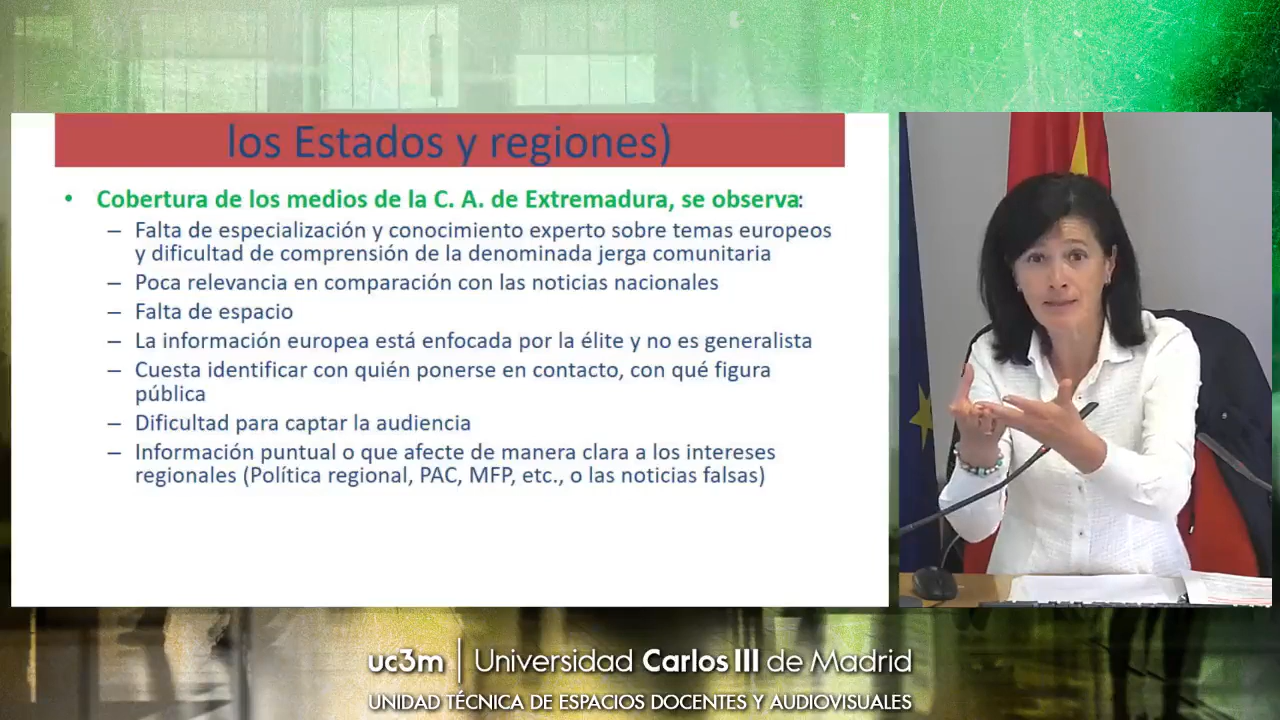 los Estados y regiones)
• Cobertura de los medios de la C. A. de Extremadura, se observa:
– Falta de especialización y conocimiento experto sobre temas europeos
y dificultad de comprensión de la denominada jerga comunitaria
– Poca relevancia en comparación con las noticias nacionales
– Falta de espacio
– La información europea está enfocada por la élite y no es generalista
– Cuesta identificar con quién ponerse en contacto, con qué figura
pública
– Dificultad para captar la audiencia
– Información puntual o que afecte de manera clara a los intereses
regionales (Política regional, PAC, MFP, etc., o las noticias falsas)
uc3m | Universidad Carlos III de Madrid
UNIDAD TÉCNICA DE ESPACIOS DOCENTES Y AUDIOVISUALES